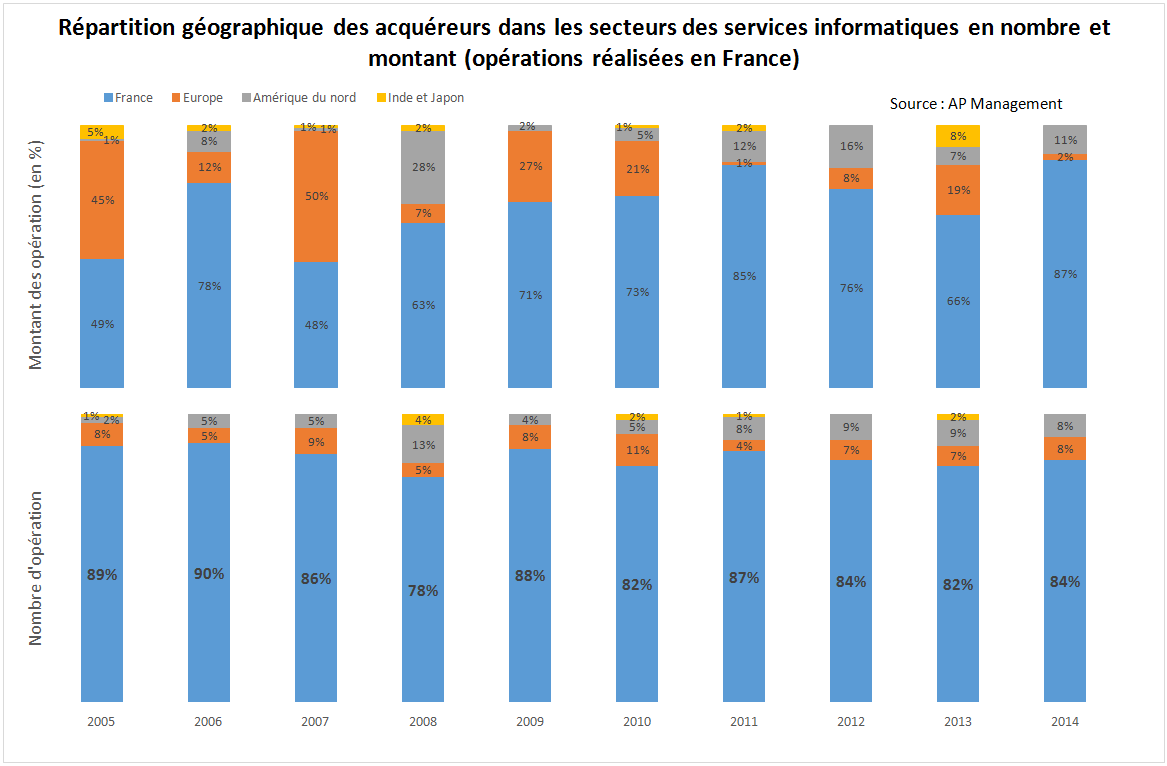 Répartition géographique des acquéreurs dans les secteurs des services informatiques en nombre et
montant (opérations réalisées en France)
France Europe Amérique du nord Inde et Japon
Source : AP Management
Montant des opération (en %)
5% 2% 1% 1% 2% 2% 1% 2% 8%
1% 8% 28% 5% 12% 16% 7% 11%
45% 12% 50% 7% 27% 21% 1% 8% 19% 2%
49% 78% 48% 63% 71% 73% 85% 76% 66% 87%
Nombre d'opération
1% 4% 2% 1% 2%
2% 5% 5% 13% 4% 5% 8% 9% 9% 8%
8% 5% 9% 5% 8% 11% 4% 7% 7% 8%
89% 90% 86% 78% 88% 82% 87% 84% 82% 84%
2005 2006 2007 2008 2009 2010 2011 2012 2013 2014